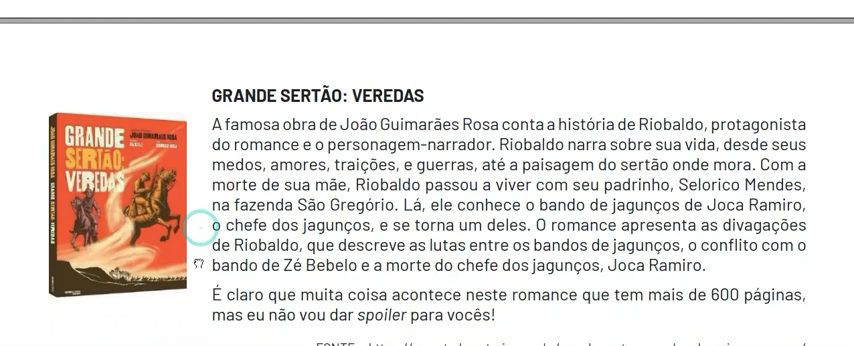 GRANDE SERTÃO: VEREDAS
A famosa obra de João Guimarães Rosa conta a história de Riobaldo, protagonista
do romance e o personagem-narrador. Riobaldo narra sobre sua vida, desde seus
medos, amores, traições, e guerras, até a paisagem do sertão onde mora. Com a
morte de sua mãe, Riobaldo passou a viver com seu padrinho, Selorico Mendes,
na fazenda São Gregório. Lá, ele conhece o bando de jagunços de Joca Ramiro,
o chefe dos jagunços, e se torna um deles. O romance apresenta as divagações
de Riobaldo, que descreve as lutas entre os bandos de jagunços, o conflito com o
bando de Zé Bebelo e a morte do chefe dos jagunços, Joca Ramiro.
É claro que muita coisa acontece neste romance que tem mais de 600 páginas,
mas eu não vou dar spoiler para vocês!
GRANDE
SERTÃO:
VEREDAS
JOÃO GUIMARÃES ROSA
GRANDE SERTÃO: VEREDAS